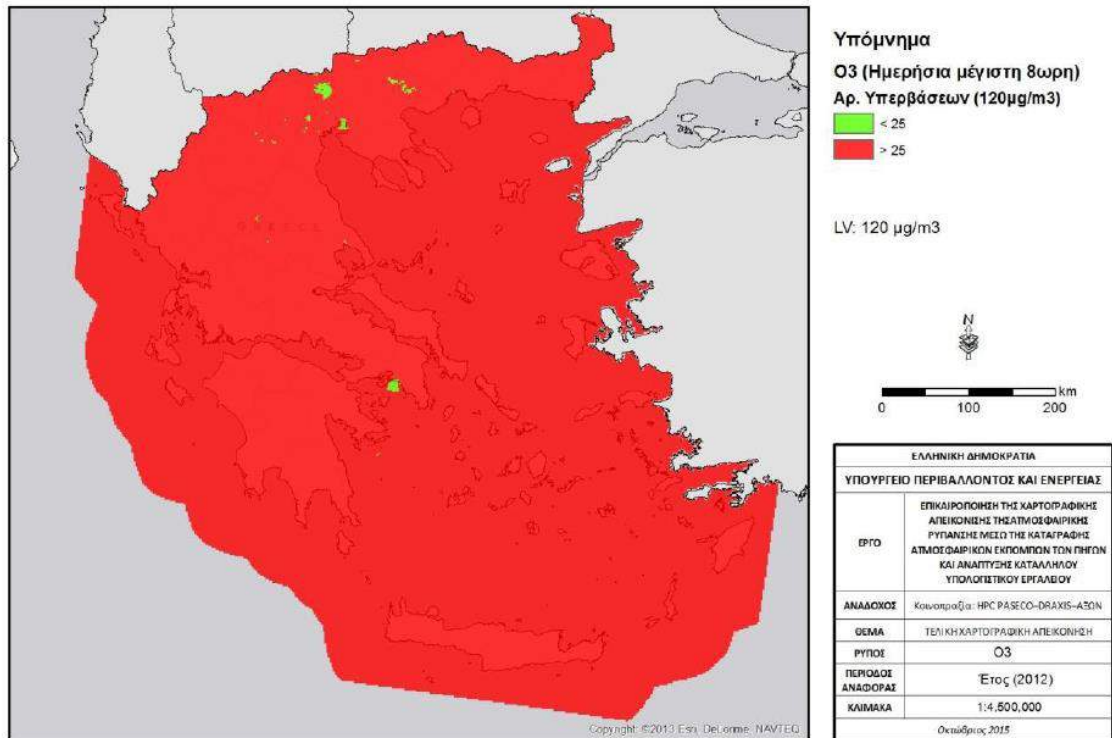 Υπόμνημα
O3 (Ημερήσια μέγιστη 8ωρη)
Αρ. Υπερβάσεων (120μg/m3)
< 25
> 25
LV: 120 μg/m3
GREECE
N
km
0 100 200
ΕΛΛΗΝΙΚΗ ΔΗΜΟΚΡΑΤΙΑ
ΥΠΟΥΡΓΕΙΟ ΠΕΡΙΒΑΛΛΟΝΤΟΣ ΚΑΙ ΕΝΕΡΓΕΙΑΣ
ΕΡΓΟ
ΕΠΙΚΑΙΡΟΠΟΙΗΣΗ ΤΗΣ ΧΑΡΤΟΓΡΑΦΙΚΗΣ
ΑΠΕΙΚΟΝΙΣΗΣ ΤΗΣΑΤΜΟΣΦΑΙΡΙΚΗΣ
ΡΥΠΑΝΣΗΣ ΜΕΣΩ ΤΗΣ ΚΑΤΑΓΡΑΦΗΣ
ΑΤΜΟΣΦΑΙΡΙΚΩΝ ΕΚΠΟΜΠΩΝ ΤΩΝ ΠΗΓΩΝ
ΚΑΙ ΑΝΑΠΤΥΞΗΣ ΚΑΤΑΛΛΗΛΟΥ
ΥΠΟΛΟΓΙΣΤΙΚΟΥ ΕΡΓΑΛΕΙΟΥ
ΑΝΑΔΟΧΟΣ Κοινοπραξία: HPC PASECO–DRAXIS–ΑΞΩΝ
ΘΕΜΑ ΤΕΛΙΚΗ ΧΑΡΤΟΓΡΑΦΙΚΗ ΑΠΕΙΚΟΝΗΣΗ
ΡΥΠΟΣ O3
ΠΕΡΙΟΔΟΣ
ΑΝΑΦΟΡΑΣ
Έτος (2012)
ΚΛΙΜΑΚΑ 1:4,500,000
Οκτώβριος 2015
Copyright: ©2013 Esri, DeLorme, NAVTEQ